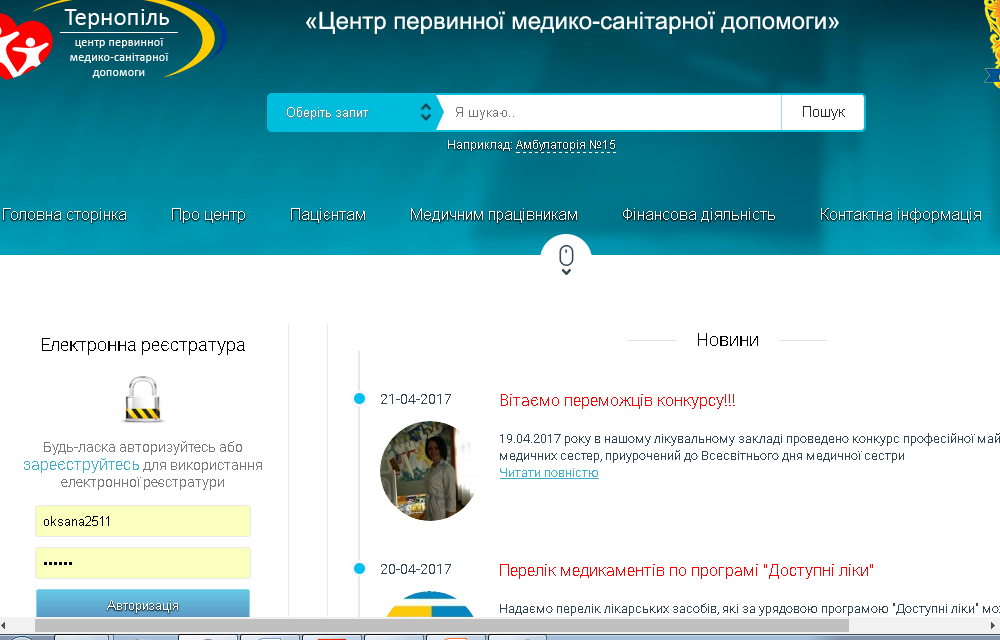 Тернопіль
центр первинної
медико-санітарної
допомоги
«Центр первинної медико-санітарної допомоги»
Оберіть запит
Я шукаю..
Пошук
Наприклад: Амбулаторія №15
Головна сторінка
Про центр
Пацієнтам
Медичним працівникам
Фінансова діяльність
Контактна інформація
Електронна реєстратура
Будь-ласка авторизуйтесь або
зареєструйтесь для використання
електронної реєстратури
oksana2511
••••••
Авторизація
Новини
21-04-2017
Вітаємо переможців конкурсу!!!
19.04.2017 року в нашому лікувальному закладі проведено конкурс професійної май
медичних сестер, приурочений до Всесвітнього дня медичної сестри
Читати повністю
20-04-2017
Перелік медикаментів по програмі "Доступні ліки"
Надаємо перелік лікарських засобів, які за урядовою програмою "Доступні ліки"